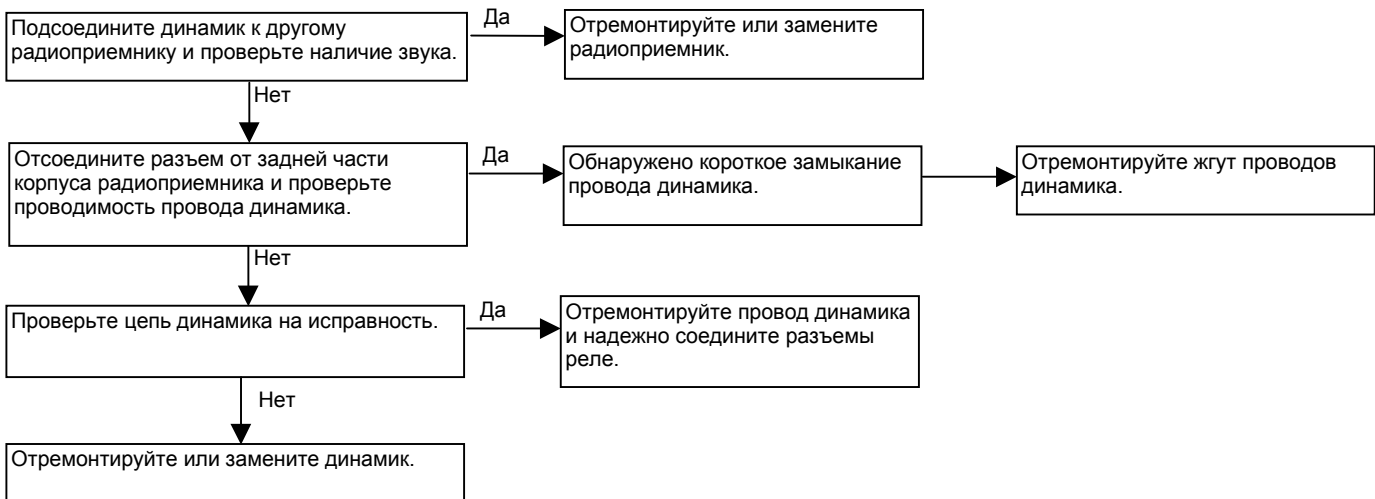 Подсоедините динамик к другому
радиоприемнику и проверьте наличие звука.
Да
Отремонтируйте или замените
радиоприемник.
Нет
Отсоедините разъем от задней части
корпуса радиоприемника и проверьте
проводимость провода динамика.
Да
Обнаружено короткое замыкание
провода динамика.
Отремонтируйте жгут проводов
динамика.
Нет
Проверьте цепь динамика на исправность.
Да
Отремонтируйте провод динамика
и надежно соедините разъемы
реле.
Нет
Отремонтируйте или замените динамик.